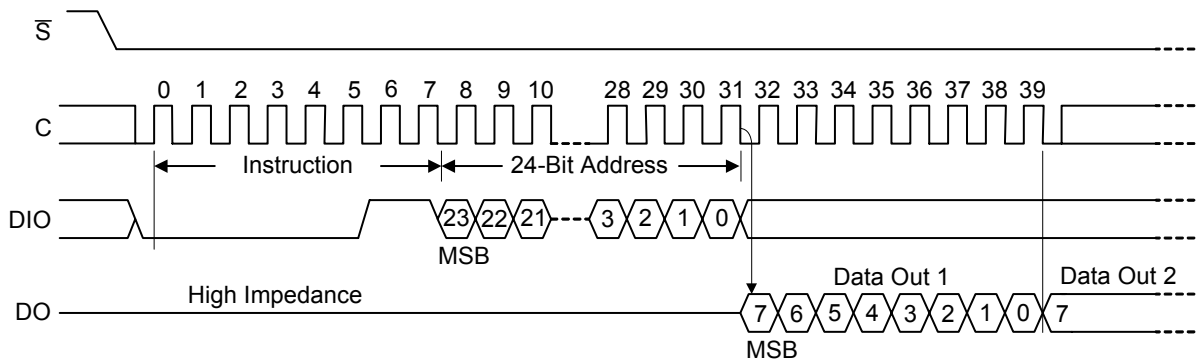 S̅
0 1 2 3 4 5 6 7 8 9 10 28 29 30 31 32 33 34 35 36 37 38 39
C
Instruction 24-Bit Address
DIO 23 22 21 3 2 1 0
MSB
High Impedance Data Out 1 Data Out 2
DO 7 6 5 4 3 2 1 0 7
MSB